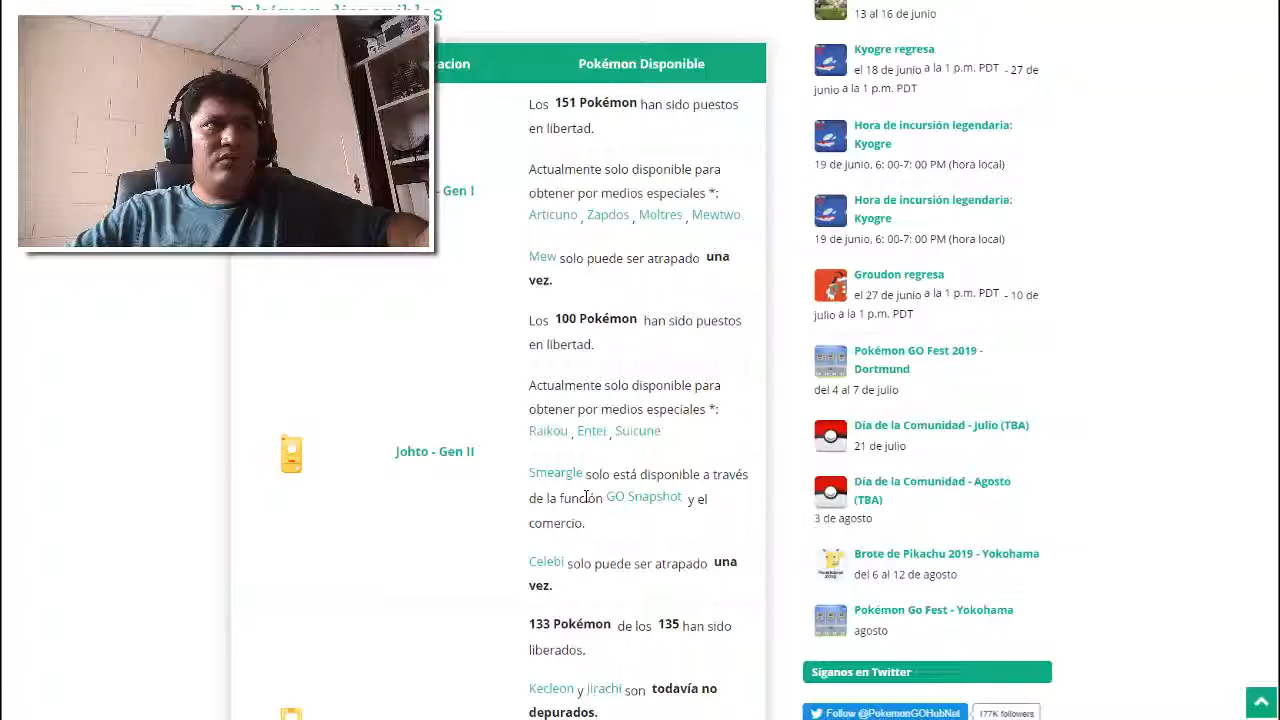 Pokémon disponibles
Pokémon Disponible
Los 151 Pokémon han sido puestos
en libertad.
Actualmente solo disponible para
obtener por medios especiales *:
- Gen I
Articuno , Zapdos , Moltres , Mewtwo
Mew solo puede ser atrapado una
vez.
Los 100 Pokémon han sido puestos
en libertad.
Actualmente solo disponible para
obtener por medios especiales *:
Raikou , Entei , Suicune
Johto - Gen II
Smeargle solo está disponible a través
de la función GO Snapshot y el
comercio.
Celebi solo puede ser atrapado una
vez.
133 Pokémon de los 135 han sido
liberados.
Kecleon y Jirachi son todavía no
depurados.
13 al 16 de junio
Kyogre regresa
el 18 de junio a la 1 p.m. PDT - 27 de
junio a la 1 p.m. PDT
Hora de incursión legendaria:
Kyogre
19 de junio, 6: 00-7: 00 PM (hora local)
Hora de incursión legendaria:
Kyogre
19 de junio, 6: 00-7: 00 PM (hora local)
Groudon regresa
el 27 de junio a la 1 p.m. PDT - 10 de
julio a la 1 p.m. PDT
Pokémon GO Fest 2019 -
Dortmund
del 4 al 7 de julio
Día de la Comunidad - Julio (TBA)
21 de julio
Día de la Comunidad - Agosto
(TBA)
3 de agosto
Brote de Pikachu 2019 - Yokohama
del 6 al 12 de agosto
Pokémon Go Fest - Yokohama
agosto
Síganos en Twitter
Follow @PokemonGOHubNet
177K followers